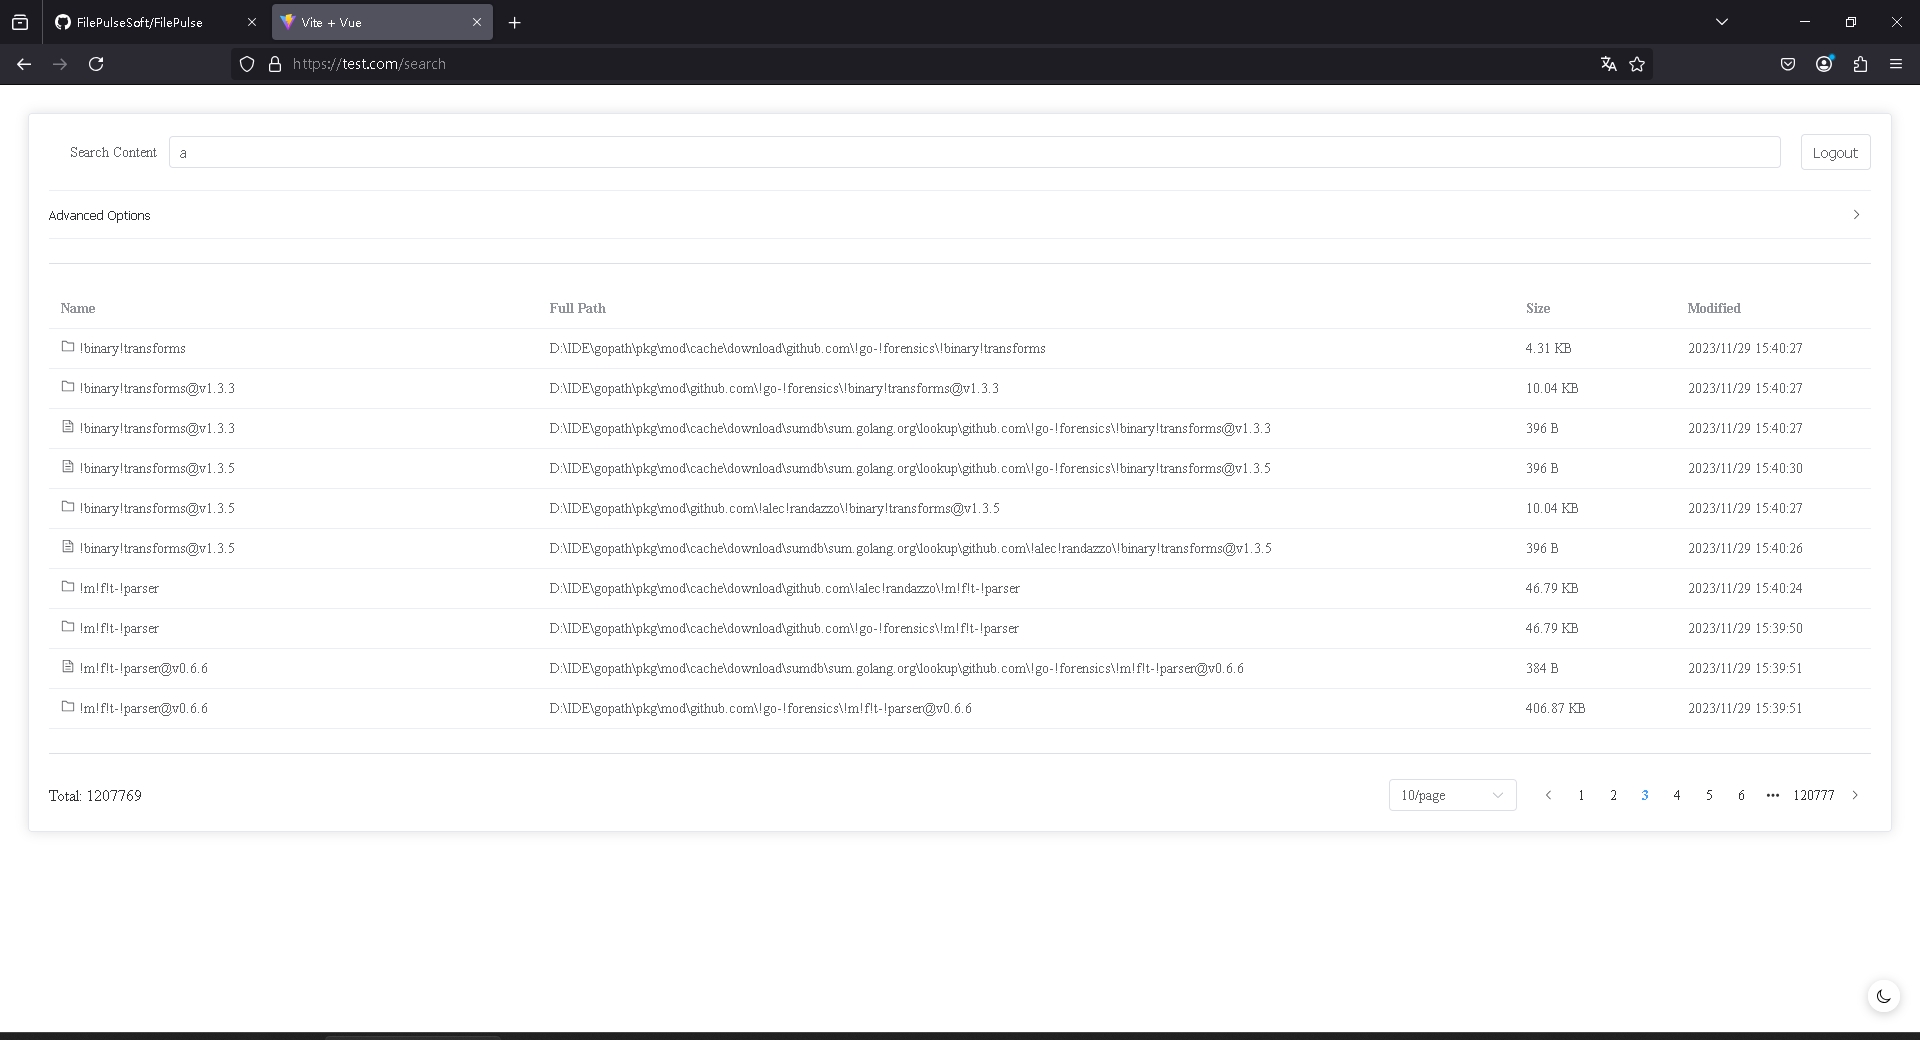 FilePulseSoft/FilePulse
Vite + Vue
https://test.com/search
Search Content
a
Logout
Advanced Options
Name Full Path Size Modified
!binary!transforms D:\IDE\gopath\pkg\mod\cache\download\github.com\!go-!forensics\!binary!transforms 4.31 KB 2023/11/29 15:40:27
!binary!transforms@v1.3.3 D:\IDE\gopath\pkg\mod\github.com\!go-!forensics\!binary!transforms@v1.3.3 10.04 KB 2023/11/29 15:40:27
!binary!transforms@v1.3.3 D:\IDE\gopath\pkg\mod\cache\download\sumdb\sum.golang.org\lookup\github.com\!go-!forensics\!binary!transforms@v1.3.3 396 B 2023/11/29 15:40:27
!binary!transforms@v1.3.5 D:\IDE\gopath\pkg\mod\cache\download\sumdb\sum.golang.org\lookup\github.com\!go-!forensics\!binary!transforms@v1.3.5 396 B 2023/11/29 15:40:30
!binary!transforms@v1.3.5 D:\IDE\gopath\pkg\mod\github.com\!alec!randazzo\!binary!transforms@v1.3.5 10.04 KB 2023/11/29 15:40:27
!binary!transforms@v1.3.5 D:\IDE\gopath\pkg\mod\cache\download\sumdb\sum.golang.org\lookup\github.com\!alec!randazzo\!binary!transforms@v1.3.5 396 B 2023/11/29 15:40:26
!m!f!t-!parser D:\IDE\gopath\pkg\mod\cache\download\github.com\!alec!randazzo\!m!f!t-!parser 46.79 KB 2023/11/29 15:40:24
!m!f!t-!parser D:\IDE\gopath\pkg\mod\cache\download\github.com\!go-!forensics\!m!f!t-!parser 46.79 KB 2023/11/29 15:39:50
!m!f!t-!parser@v0.6.6 D:\IDE\gopath\pkg\mod\cache\download\sumdb\sum.golang.org\lookup\github.com\!go-!forensics\!m!f!t-!parser@v0.6.6 384 B 2023/11/29 15:39:51
!m!f!t-!parser@v0.6.6 D:\IDE\gopath\pkg\mod\github.com\!go-!forensics\!m!f!t-!parser@v0.6.6 406.87 KB 2023/11/29 15:39:51
Total: 1207769 10/page 1 2 3 4 5 6 ••• 120777